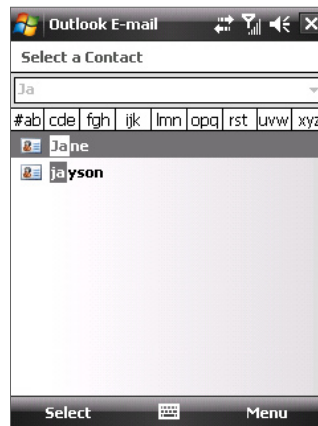 Outlook E-mail
Select a Contact
Ja
#ab cde fgh ijk lmn opq rst uvw xyz
Jane
jayson
Select Menu